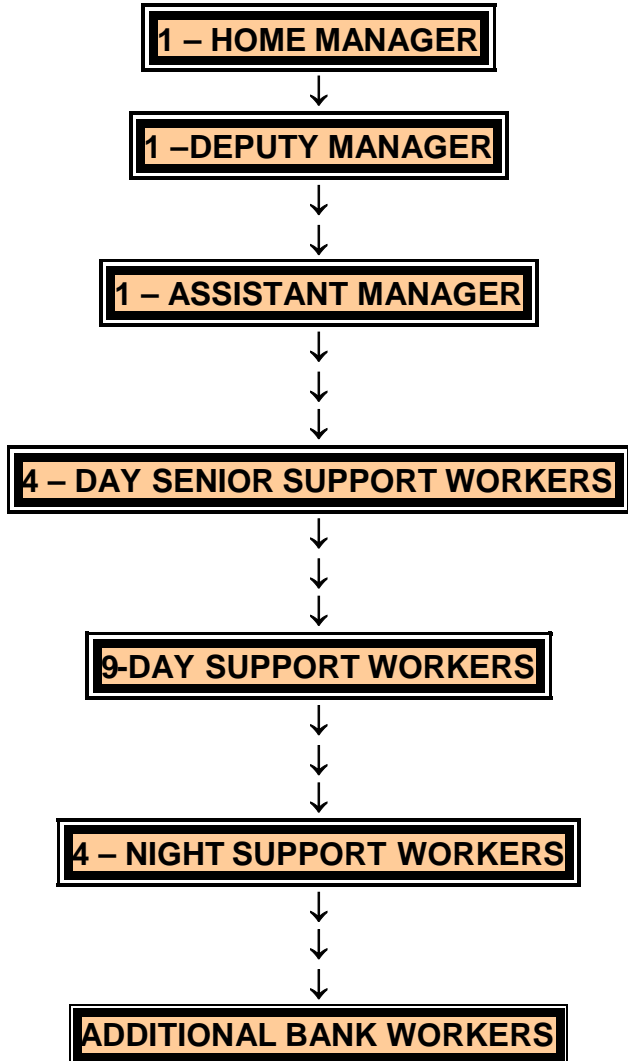 1 – HOME MANAGER
↓
1 –DEPUTY MANAGER
↓
↓
1 – ASSISTANT MANAGER
↓
↓
↓
4 – DAY SENIOR SUPPORT WORKERS
↓
↓
↓
9-DAY SUPPORT WORKERS
↓
↓
↓
4 – NIGHT SUPPORT WORKERS
↓
↓
↓
ADDITIONAL BANK WORKERS